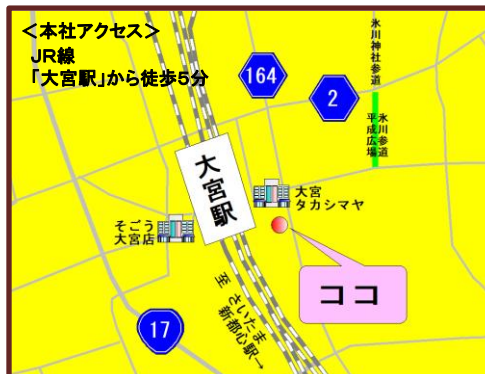 ＜本社アクセス＞
ＪＲ線
「大宮駅」から徒歩5分
164
2
氷川神社参道
氷川参道
平成広場
大宮駅
大宮
タカシマヤ
そごう
大宮店
ココ
至 さいたま
新都心駅→
17